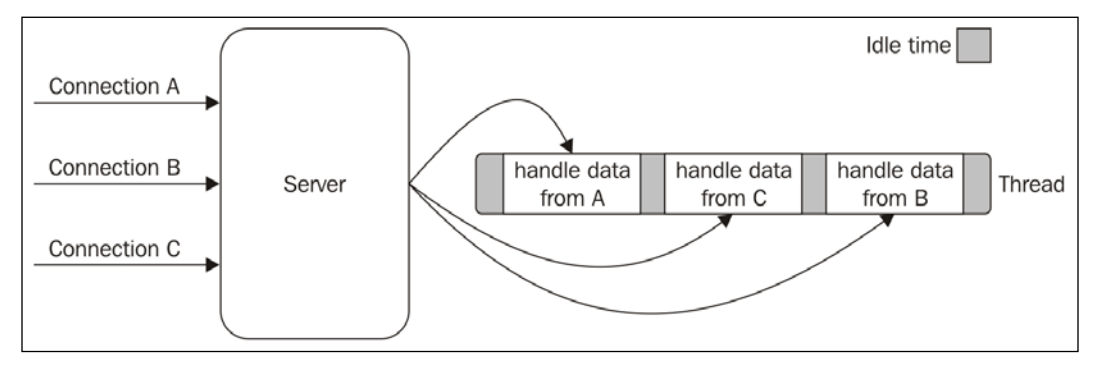 Idle time
Connection A
Connection B
Connection C
Server
handle data
from A
handle data
from C
handle data
from B
Thread